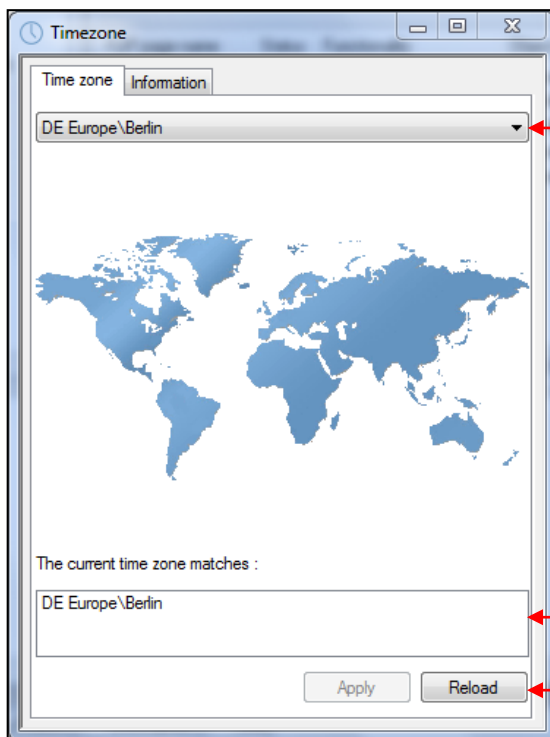 Timezone
Time zone Information
DE Europe\Berlin
The current time zone matches :
DE Europe\Berlin
Apply Reload